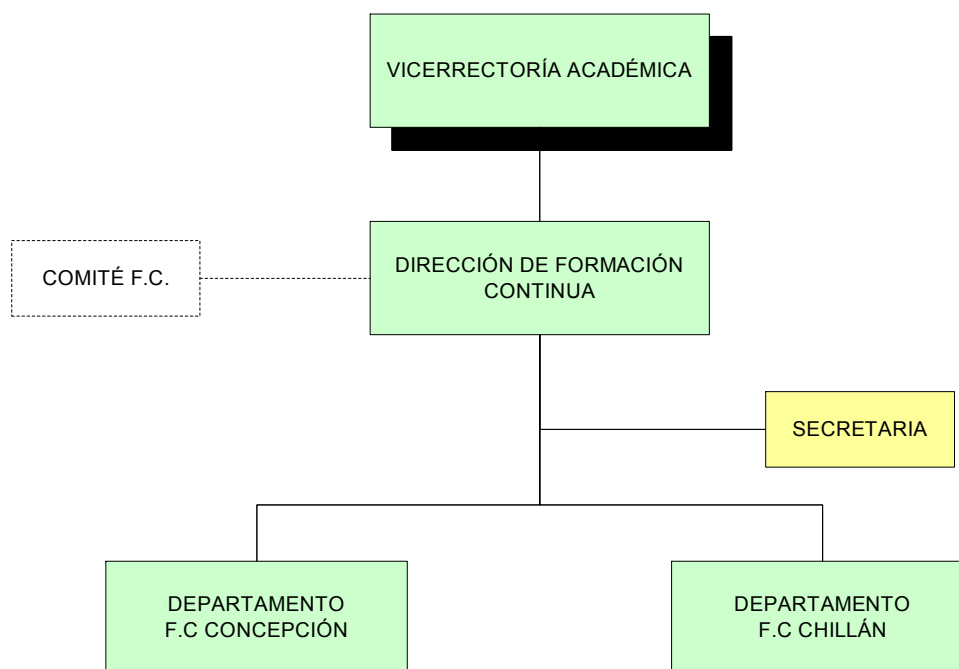 VICERRECTORÍA ACADÉMICA
COMITÉ F.C.
DIRECCIÓN DE FORMACIÓN
CONTINUA
SECRETARIA
DEPARTAMENTO
F.C CONCEPCIÓN
DEPARTAMENTO
F.C CHILLÁN